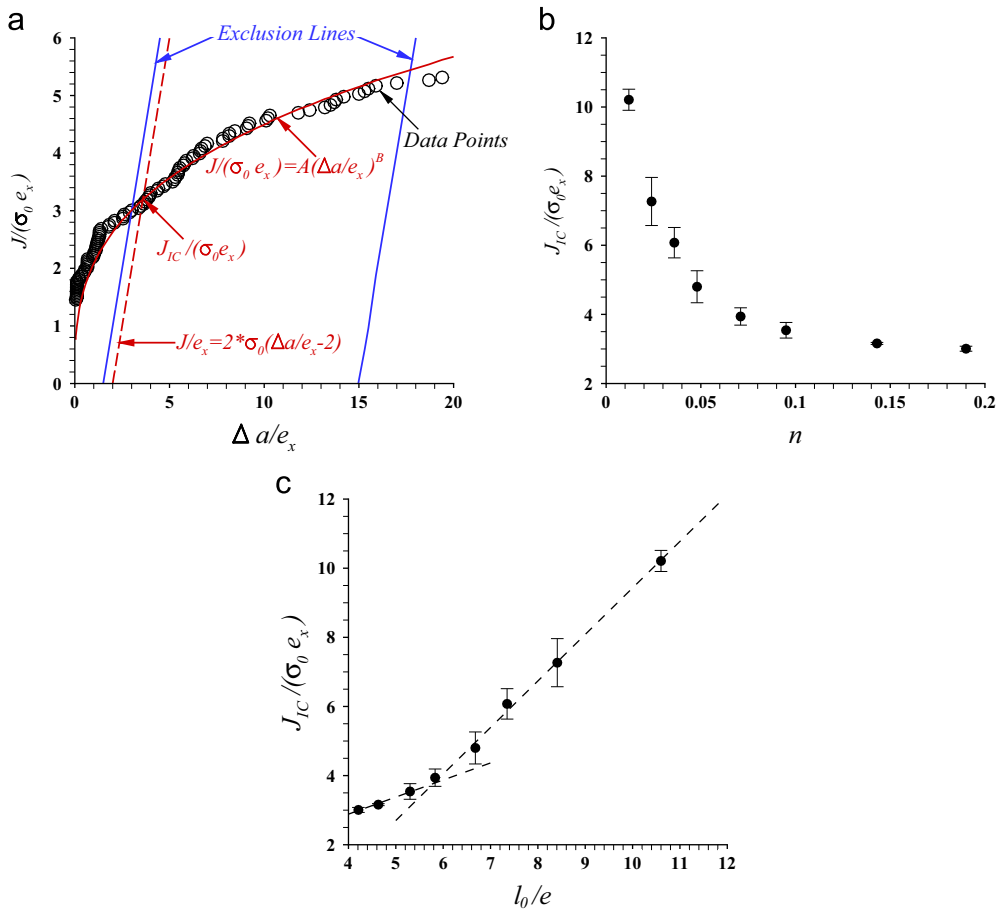 a
6
5
4
3
2
1
0
J/(σ₀ eₓ)
Exclusion Lines
Data Points
J/(σ₀ eₓ)=A(Δa/eₓ)ᴮ
J_IC/(σ₀eₓ)
J/eₓ=2*σ₀(Δa/eₓ-2)
0 5 10 15 20
Δ a/eₓ
b
12
10
8
6
4
2
J_IC/(σ₀eₓ)
0 0.05 0.1 0.15 0.2
n
c
12
10
8
6
4
2
J_IC/(σ₀ eₓ)
4 5 6 7 8 9 10 11 12
l₀/e